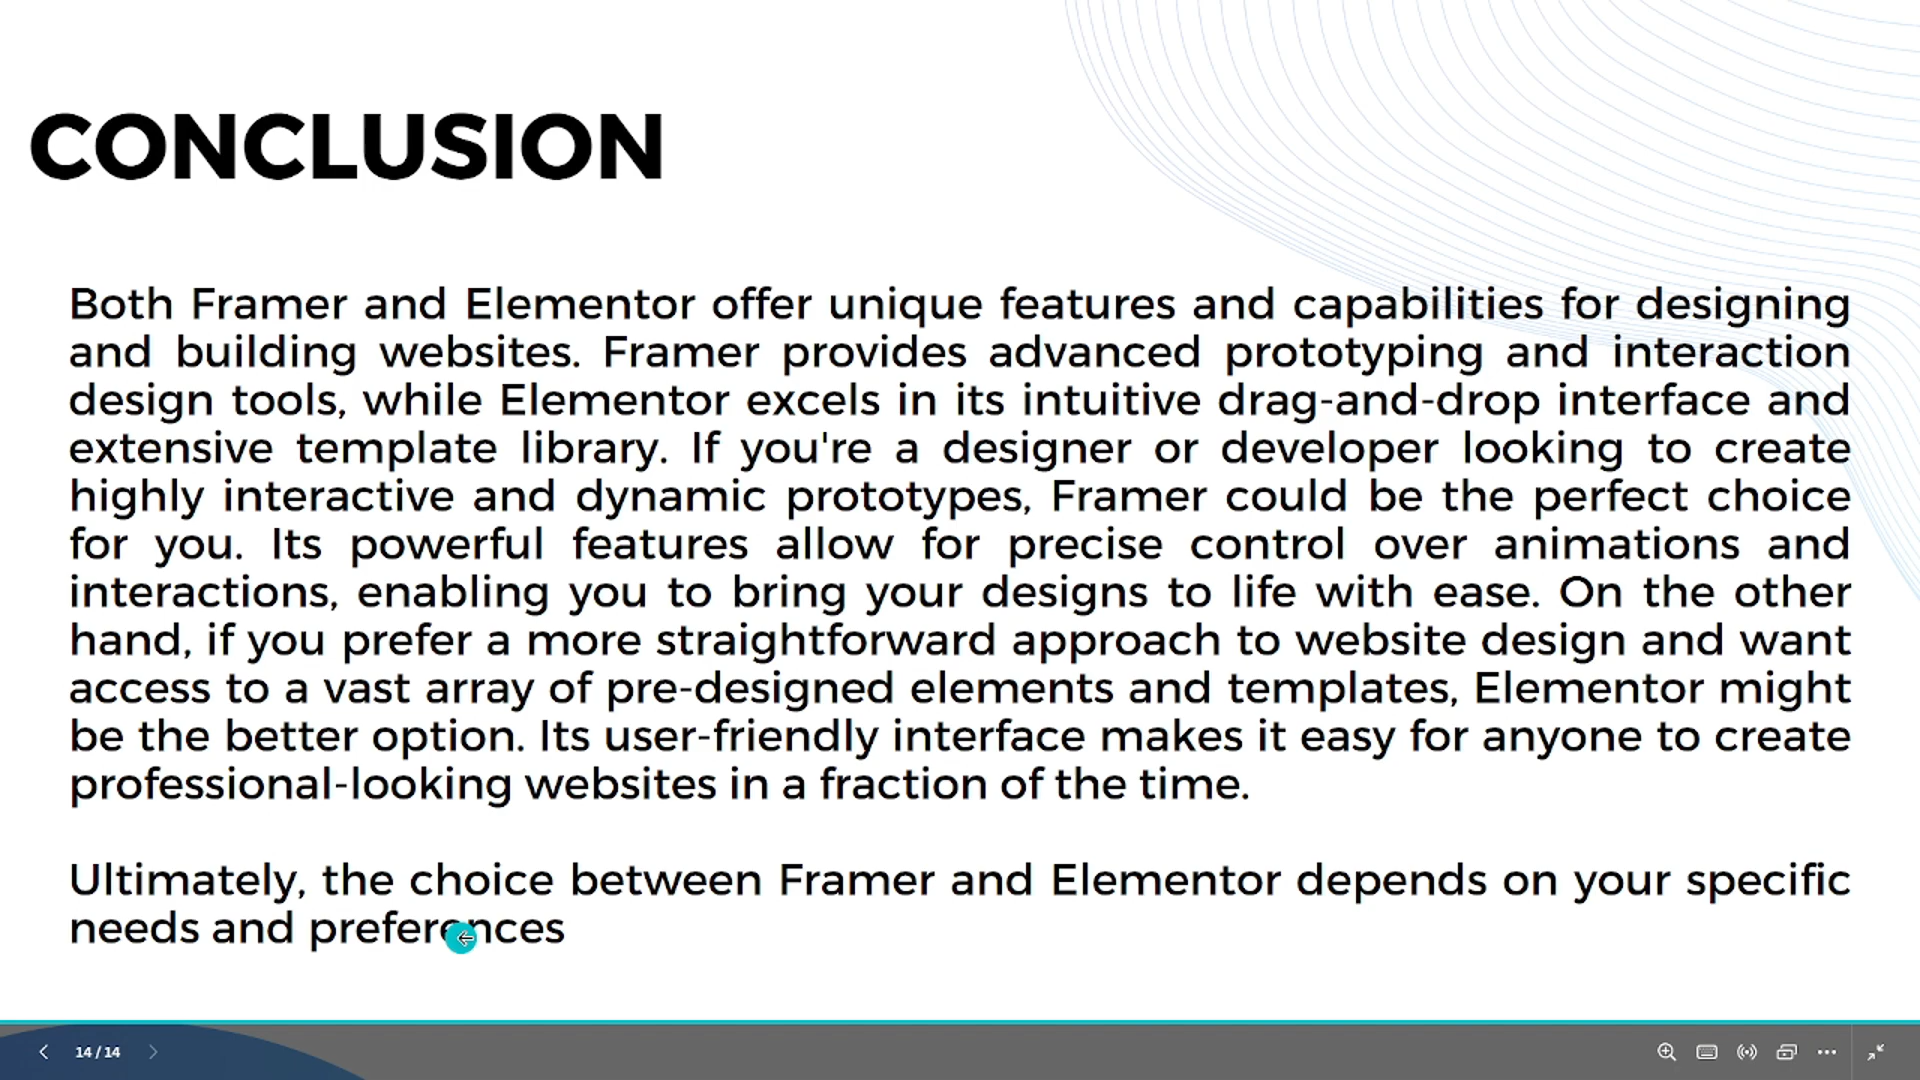 CONCLUSION
Both Framer and Elementor offer unique features and capabilities for designing
and building websites. Framer provides advanced prototyping and interaction
design tools, while Elementor excels in its intuitive drag-and-drop interface and
extensive template library. If you're a designer or developer looking to create
highly interactive and dynamic prototypes, Framer could be the perfect choice
for you. Its powerful features allow for precise control over animations and
interactions, enabling you to bring your designs to life with ease. On the other
hand, if you prefer a more straightforward approach to website design and want
access to a vast array of pre-designed elements and templates, Elementor might
be the better option. Its user-friendly interface makes it easy for anyone to create
professional-looking websites in a fraction of the time.
Ultimately, the choice between Framer and Elementor depends on your specific
needs and preferences
14 / 14